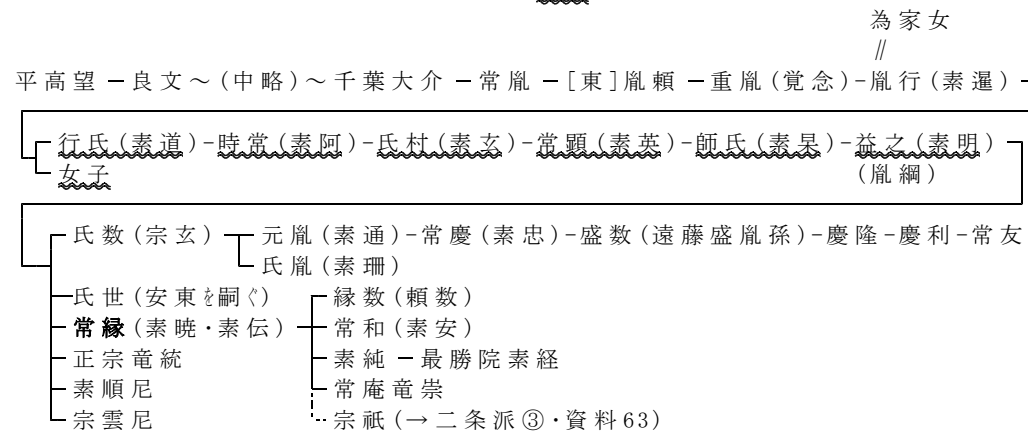 為家女
∥
平高望－良文～(中略)～千葉大介－常胤－[東]胤頼－重胤(覚念)-胤行(素暹)
行氏(素道)-時常(素阿)-氏村(素玄)-常顕(素英)-師氏(素杲)-益之(素明)
女子
(胤綱)
氏数(宗玄)
元胤(素通)-常慶(素忠)-盛数(遠藤盛胤孫)-慶隆-慶利-常友
氏胤(素珊)
氏世(安東を嗣ぐ)
縁数(頼数)
常縁(素暁・素伝)
常和(素安)
正宗竜統
素純－最勝院素経
素順尼
常庵竜崇
宗雲尼
宗祇(→二条派③・資料63)